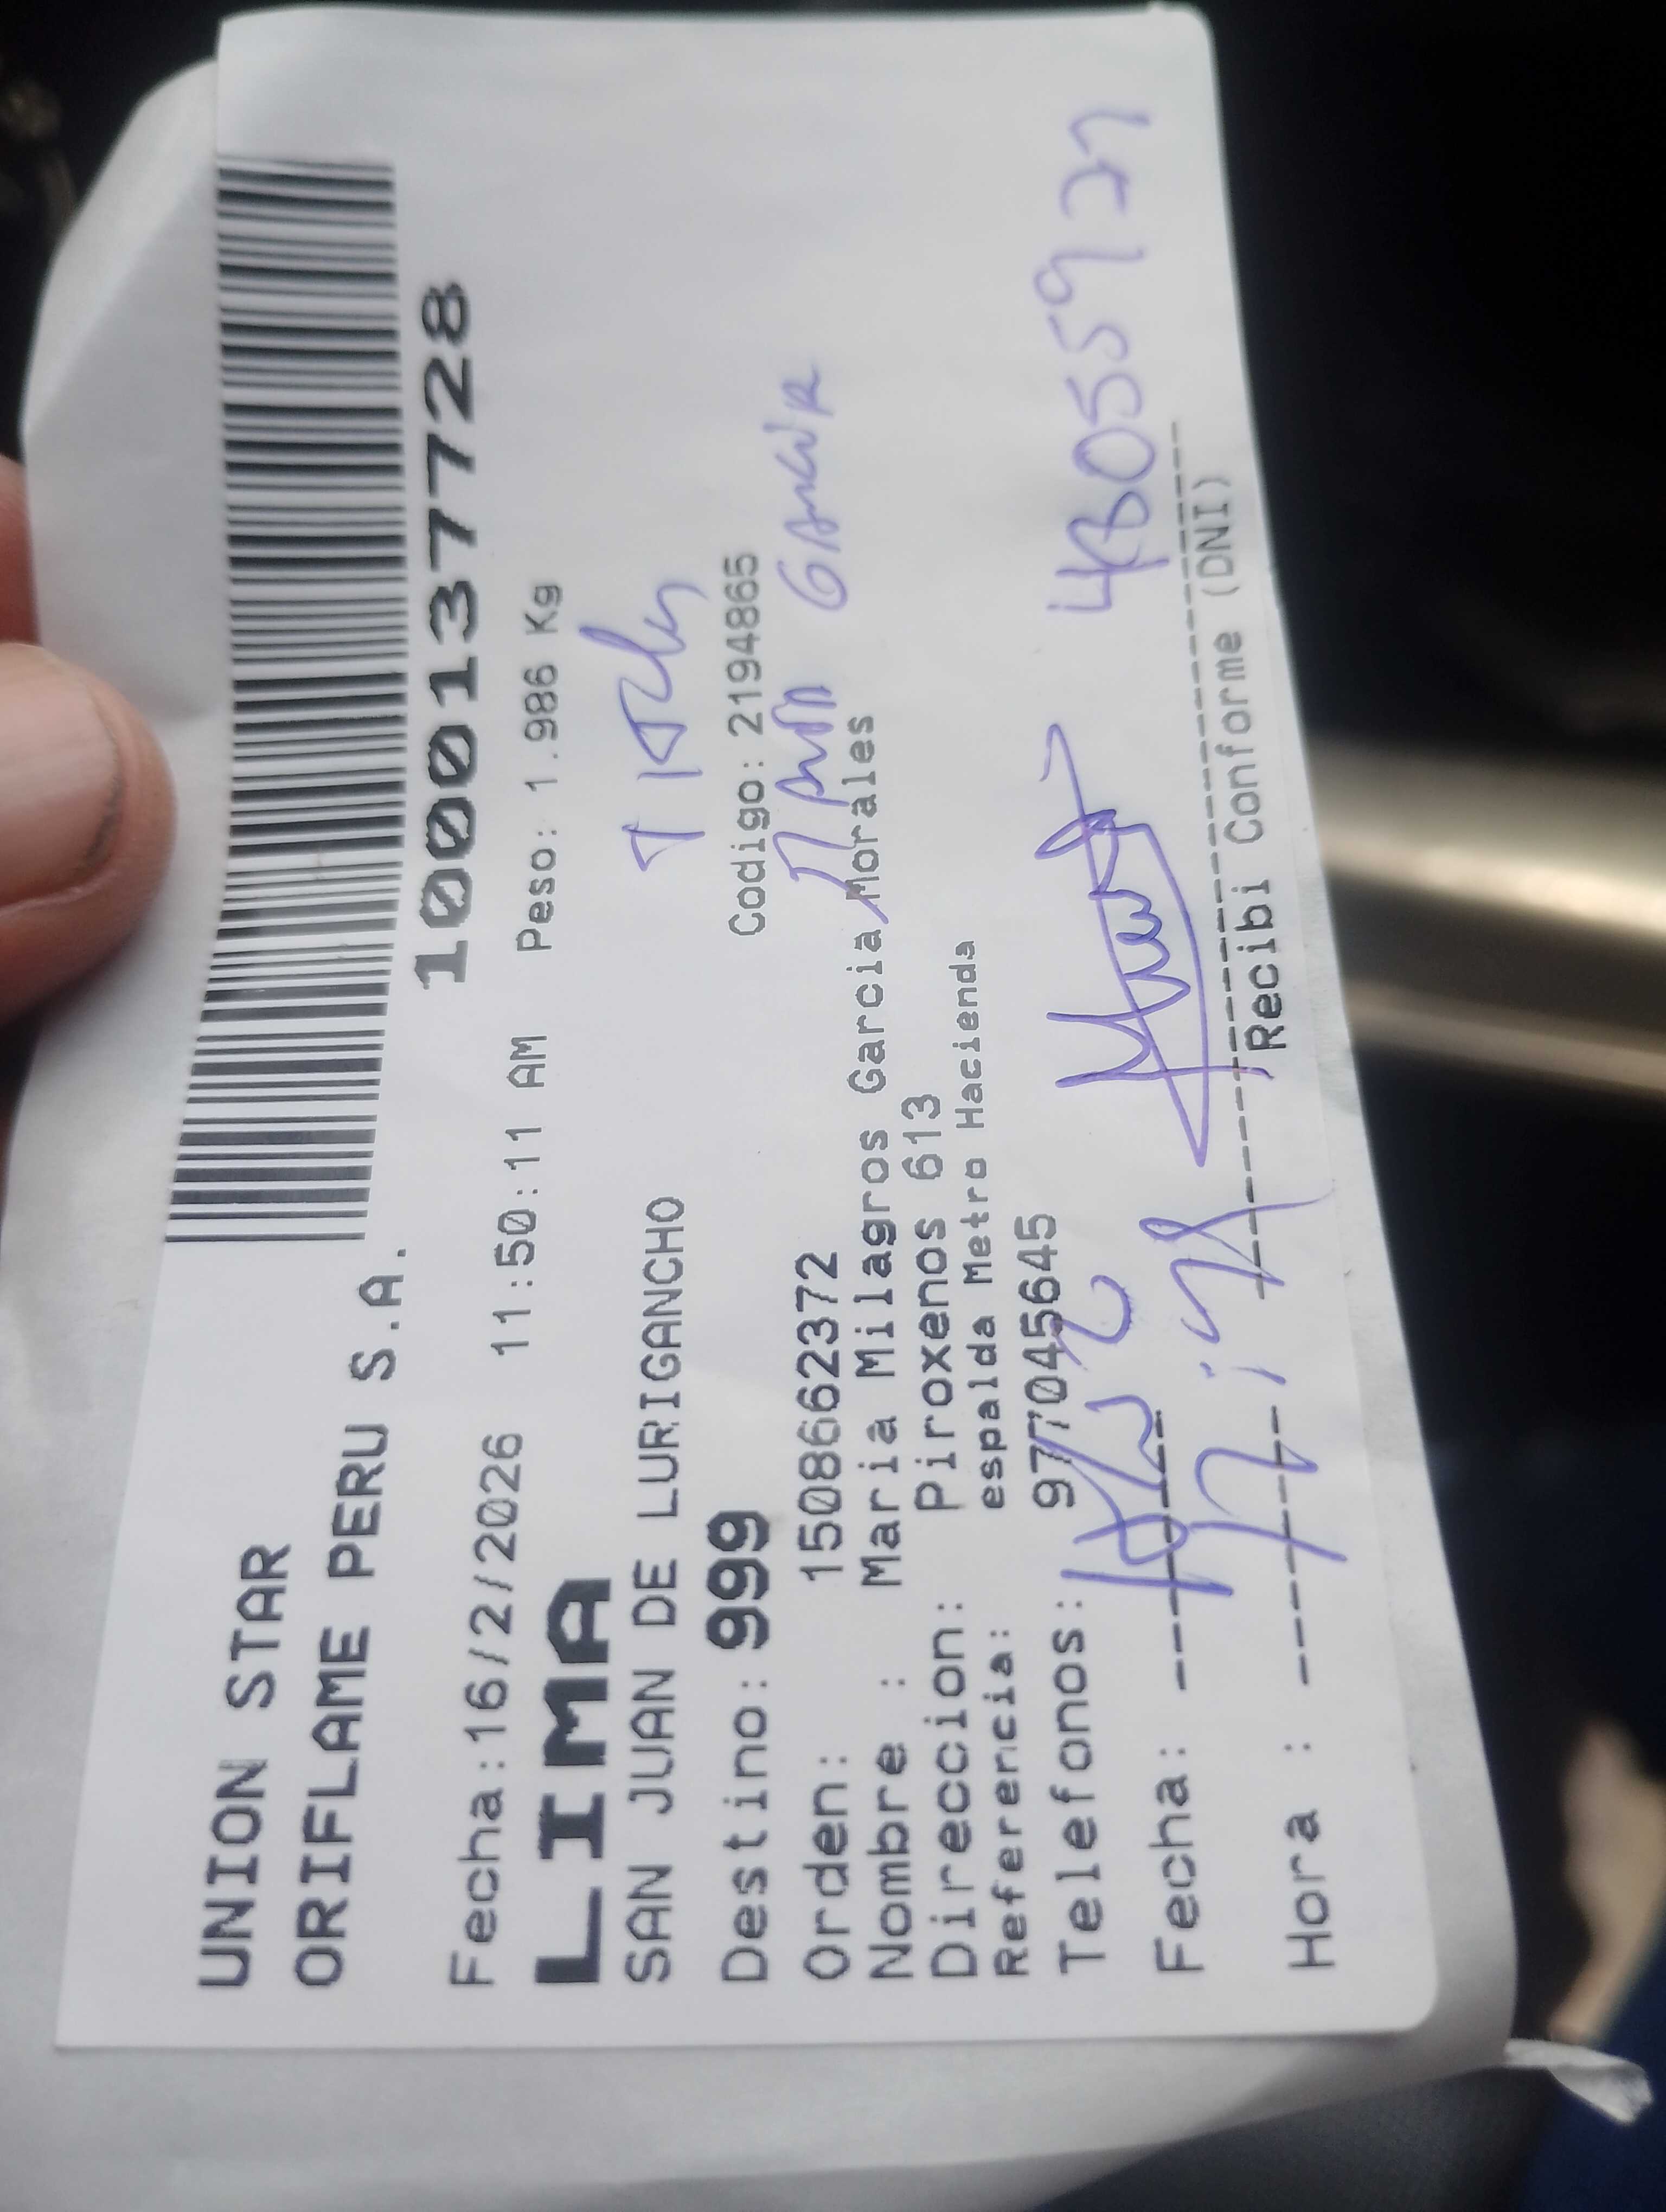 UNION STAR
ORIFLAME PERU S.A.
10001377728
Fecha:16/2/2026 11:50:11 AM Peso: 1.986 Kg
LIMA
SAN JUAN DE LURIGANCHO
Destino: 999
Codigo: 2194865
Orden: 1508662372
Nombre : Maria Milagros Garcia Morales
Direccion: Piroxenos 613
Referencia: espalda Metro Hacienda
Telefonos: 977045645
Fecha:
Hora :
Recibi Conforme (DNI)